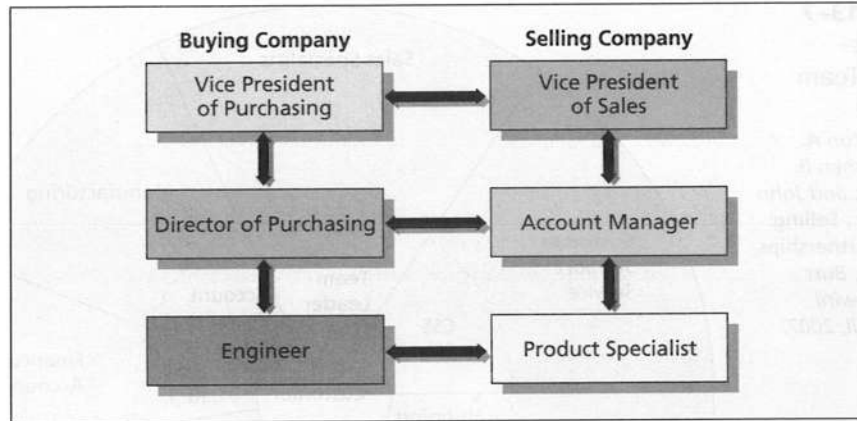 Buying Company
Selling Company
Vice President
of Purchasing
Vice President
of Sales
Director of Purchasing
Account Manager
Engineer
Product Specialist